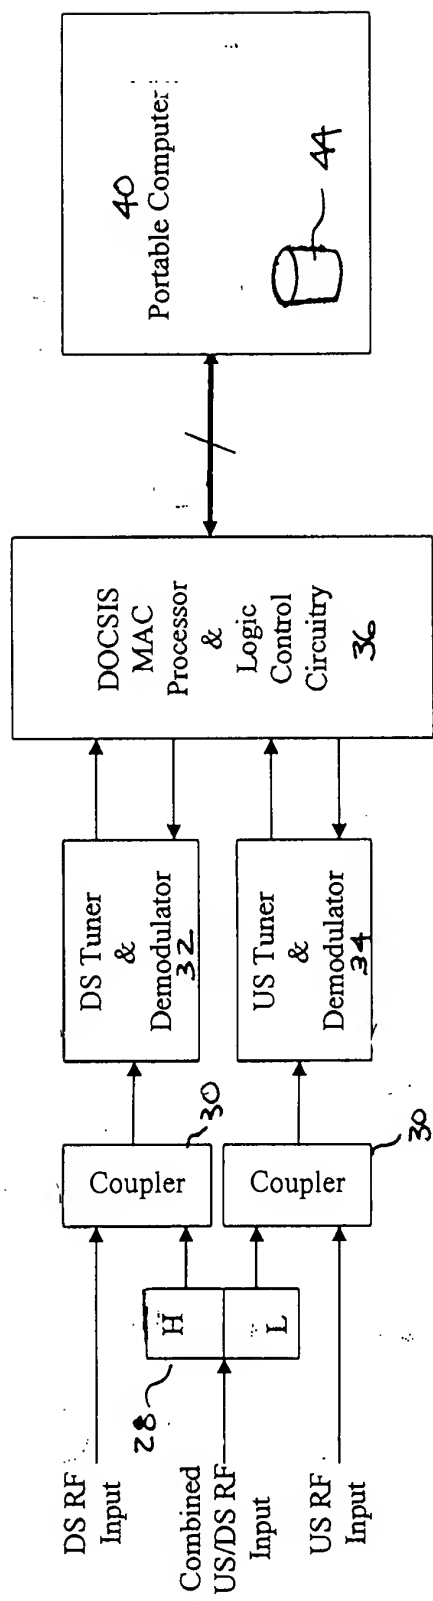 DS RF
Input
Combined
US/DS RF
Input
US RF
Input
28
H
L
Coupler
30
Coupler
30
DS Tuner
&
Demodulator
32
US Tuner
&
Demodulator
34
DOCSIS
MAC
Processor
&
Logic
Control
Circuitry
36
40
Portable Computer
44